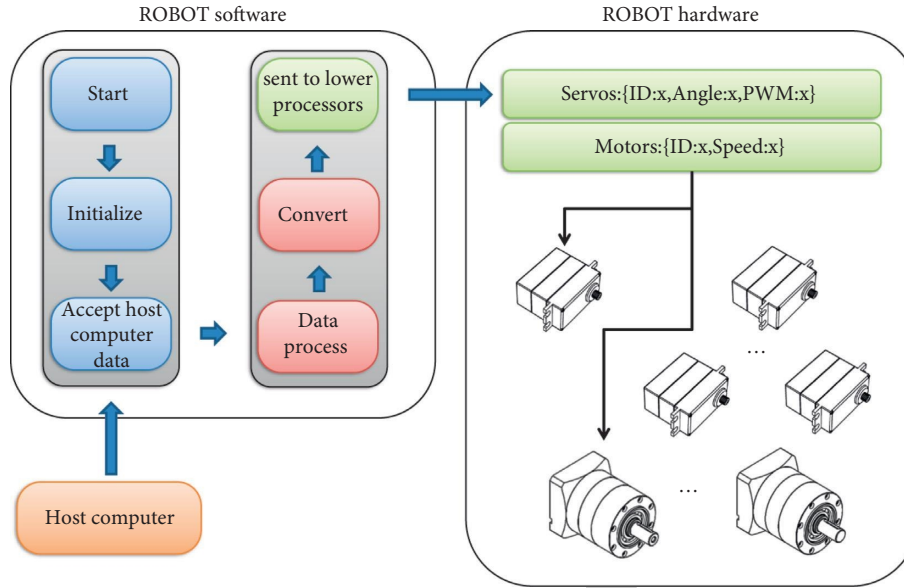 ROBOT software
ROBOT hardware
Start
Initialize
Accept host
computer
data
sent to lower
processors
Convert
Data
process
Host computer
Servos:{ID:x,Angle:x,PWM:x}
Motors:{ID:x,Speed:x}
...
...